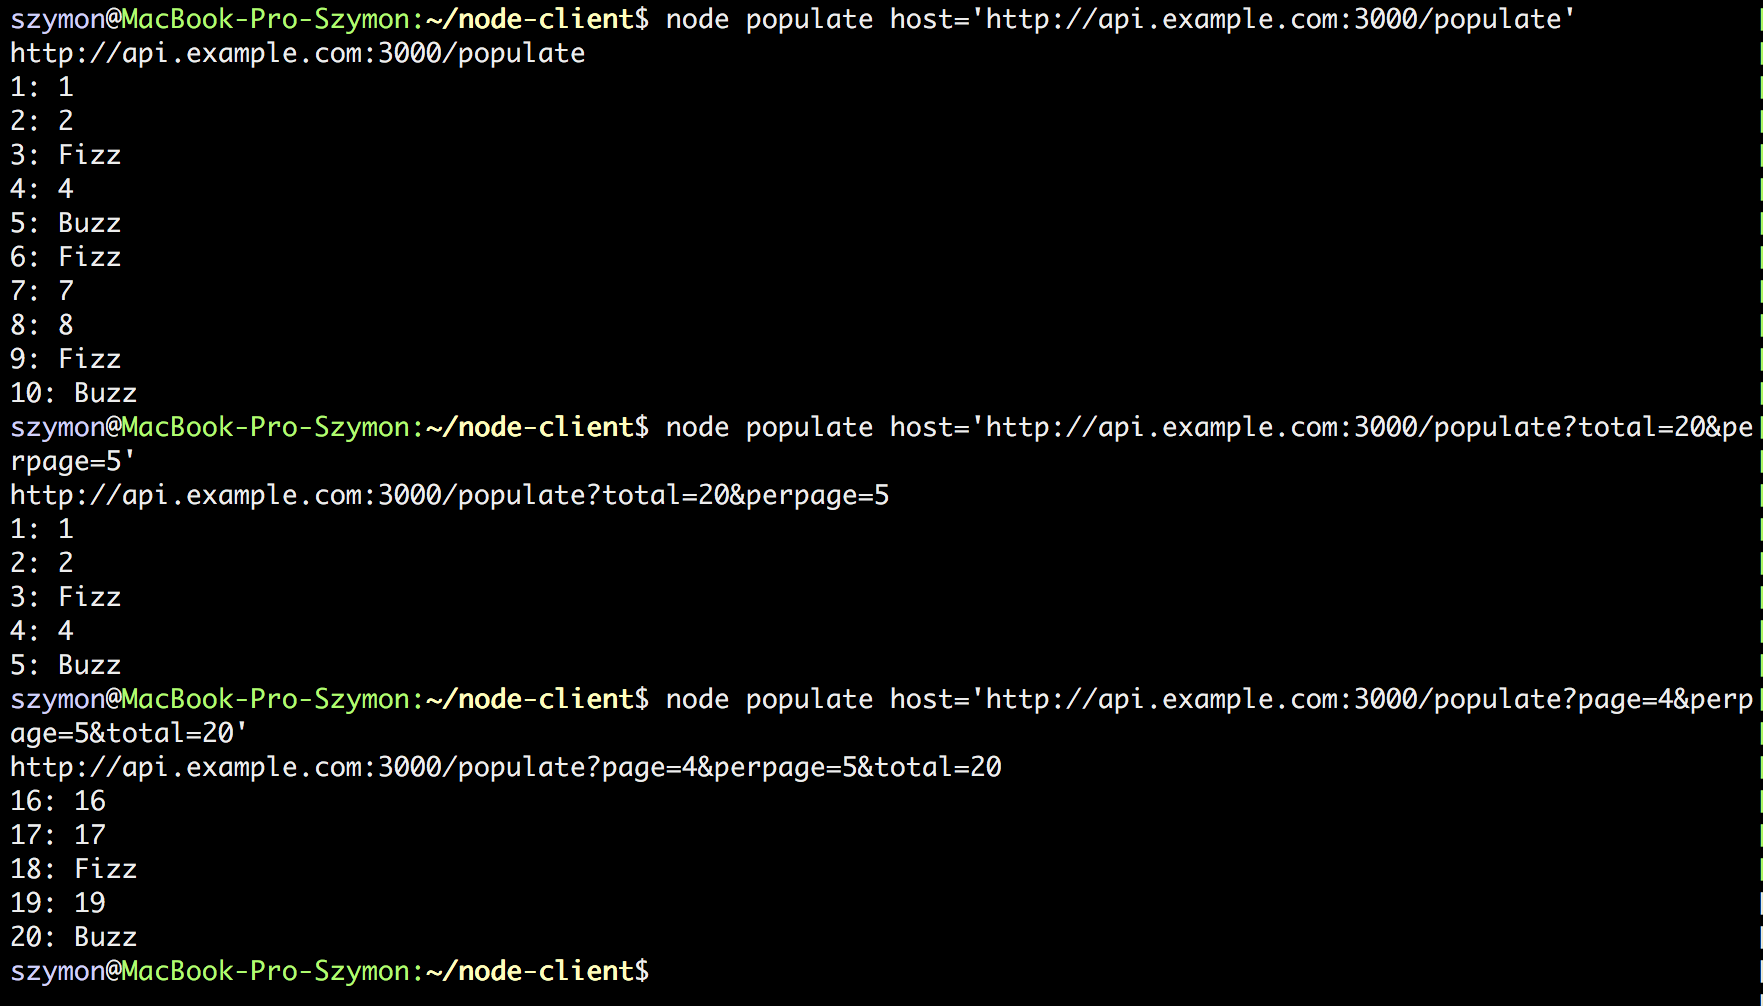 szymon@MacBook-Pro-Szymon:~/node-client$ node populate host='http://api.example.com:3000/populate'
http://api.example.com:3000/populate
1: 1
2: 2
3: Fizz
4: 4
5: Buzz
6: Fizz
7: 7
8: 8
9: Fizz
10: Buzz
szymon@MacBook-Pro-Szymon:~/node-client$ node populate host='http://api.example.com:3000/populate?total=20&pe
rpage=5'
http://api.example.com:3000/populate?total=20&perpage=5
1: 1
2: 2
3: Fizz
4: 4
5: Buzz
szymon@MacBook-Pro-Szymon:~/node-client$ node populate host='http://api.example.com:3000/populate?page=4&perp
age=5&total=20'
http://api.example.com:3000/populate?page=4&perpage=5&total=20
16: 16
17: 17
18: Fizz
19: 19
20: Buzz
szymon@MacBook-Pro-Szymon:~/node-client$